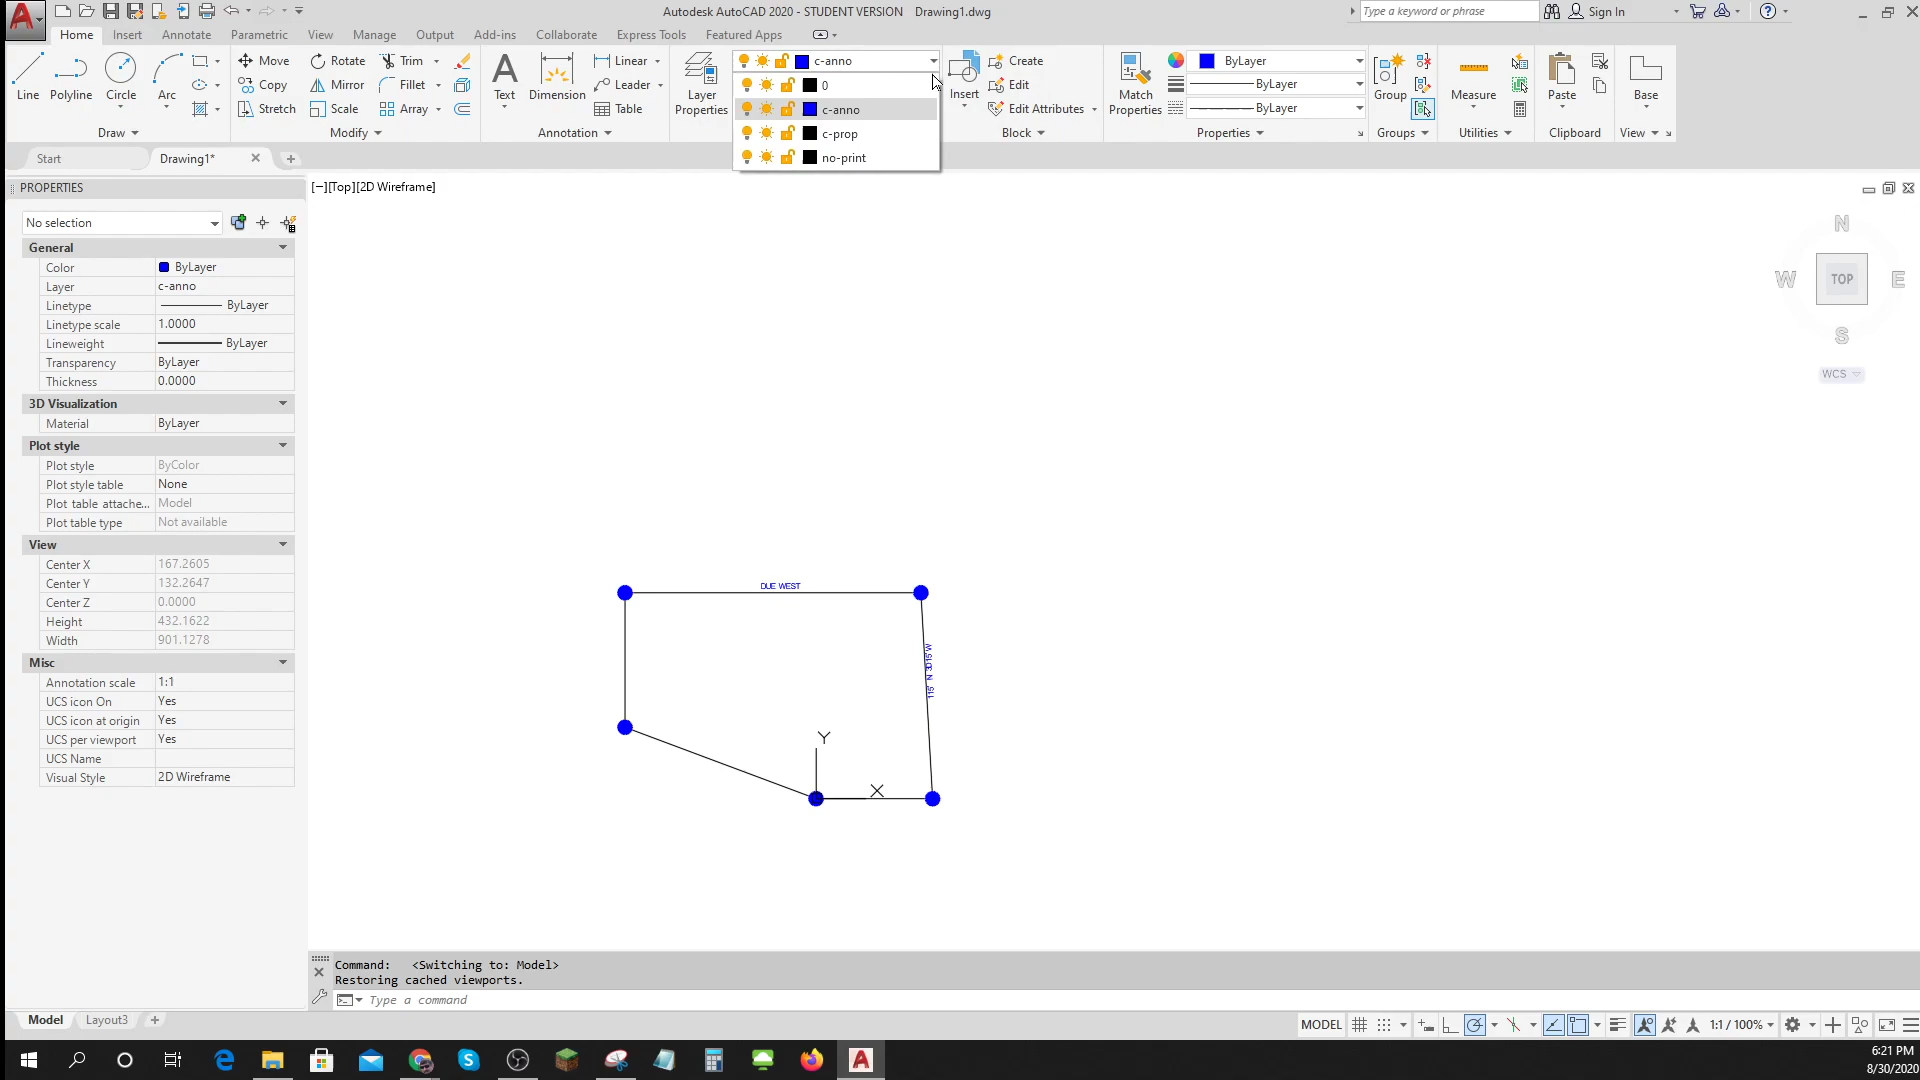 Autodesk AutoCAD 2020 - STUDENT VERSION Drawing1.dwg
Type a keyword or phrase
Sign In
Home Insert Annotate Parametric View Manage Output Add-ins Collaborate Express Tools Featured Apps
Line
Polyline
Circle
Arc
Draw
Move
Rotate
Trim
Copy
Mirror
Fillet
Stretch
Scale
Array
Modify
Text
Dimension
Linear
Leader
Table
Annotation
Layer
Properties
c-anno
0
c-anno
c-prop
no-print
Insert
Create
Edit
Edit Attributes
Block
Match
Properties
ByLayer
ByLayer
ByLayer
Properties
Group
Groups
Measure
Utilities
Paste
Clipboard
Base
View
Start
Drawing1*
PROPERTIES
No selection
General
Color ByLayer
Layer c-anno
Linetype ByLayer
Linetype scale 1.0000
Lineweight ByLayer
Transparency ByLayer
Thickness 0.0000
3D Visualization
Material ByLayer
Plot style
Plot style ByColor
Plot style table None
Plot table attache... Model
Plot table type Not available
View
Center X 167.2605
Center Y 132.2647
Center Z 0.0000
Height 432.1622
Width 901.1278
Misc
Annotation scale 1:1
UCS icon On Yes
UCS icon at origin Yes
UCS per viewport Yes
UCS Name
Visual Style 2D Wireframe
[−][Top][2D Wireframe]
N
W
TOP
E
S
WCS
DUE WEST
Y
X
Command: <Switching to: Model>
Restoring cached viewports.
Type a command
Model
Layout3
MODEL
1:1 / 100%
6:21 PM
8/30/2020